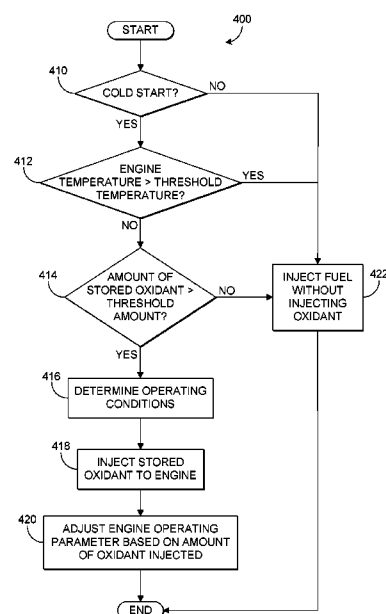 START
400
410
COLD START?
NO
YES
412
ENGINE
TEMPERATURE > THRESHOLD
TEMPERATURE?
YES
NO
414
AMOUNT OF
STORED OXIDANT >
THRESHOLD
AMOUNT?
NO
YES
INJECT FUEL
WITHOUT
INJECTING
OXIDANT
422
416
DETERMINE OPERATING
CONDITIONS
418
INJECT STORED
OXIDANT TO ENGINE
420
ADJUST ENGINE OPERATING
PARAMETER BASED ON AMOUNT
OF OXIDANT INJECTED
END